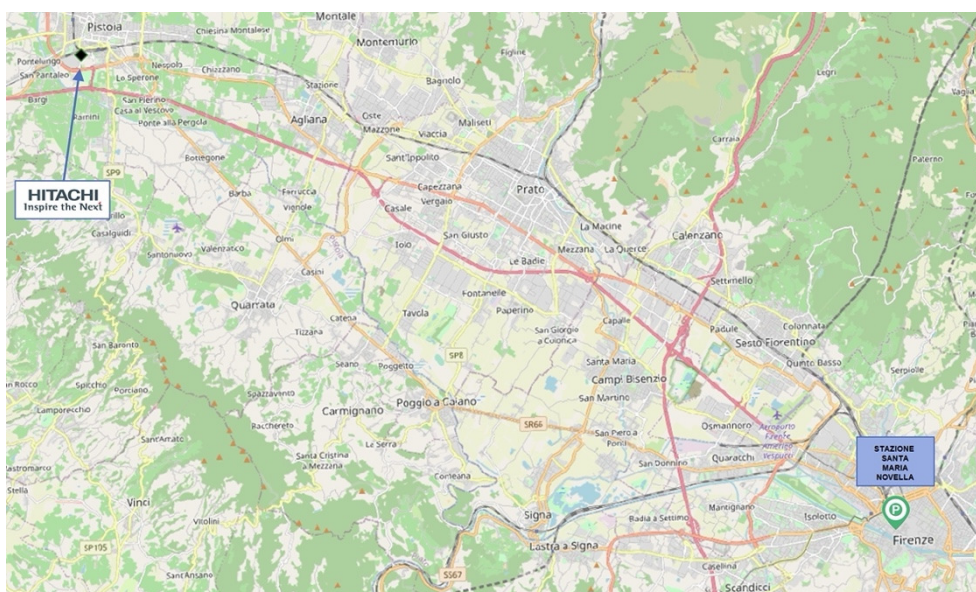 Pistoia
Chiesina Montalese
Montale
Montemurlo
Figline
Pontelungo
San Pantaleo
Nespolo
Le Sperone
Chizzano
Stazione
Bagnolo
Legri
Bargi
San Pierino
Casa al Vescovo
Ramini
Ponte alla Pergola
Agliana
Oste
Mazzone
Viaccia
Maliseti
Carraia
Paterno
Bottegone
Sant'Ippolito
SP9
HITACHI
Inspire the Next
Barba
Ferruccia
Vignole
Capezzana
Vergaio
Prato
Casale
Casalguidi
Valenzatico
Santonuovo
Olmi
Casini
Iolo
San Giusto
La Macine
Mezzana
La Querce
Calenzano
Le Badie
Settimello
Quarrata
Fontanelle
Tavola
Paperino
Catena
Tizzana
San Giorgio
a Colonica
Capalle
Padule
Colonnata
Sesto Fiorentino
San Baronto
Seano
Poggetto
SP8
Santa Maria
Quinto Basso
Serpiolle
Spicchio
Porciano
Spazzavento
Campi Bisenzio
San Martino
Lamporecchio
Carmignano
Poggio a Caiano
Bacchereto
SR66
Osmannoro
Aeroporto
Firenze
Amerigo
Vespucci
Sant'Amato
La Serra
San Piero a
Ponti
Santa Cristina
a Mezzana
San Donnino
Quaracchi
STAZIONE
SANTA
MARIA
NOVELLA
Comeana
Vinci
Vitolini
Signa
Badia a Settimo
Mantignano
Isolotto
P
Firenze
SP105
Lastra a Signa
Casellina
Sant'Ansano
SS67
Scandicci